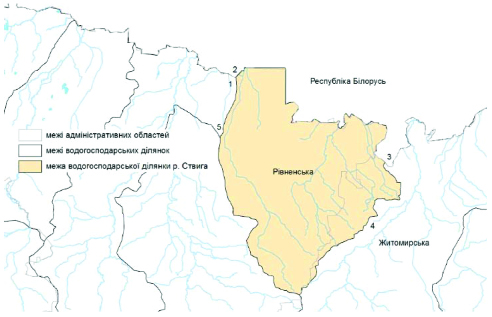 2
1
Республіка Білорусь
5
межі адміністративних областей
межі водогосподарських ділянок
межа водогосподарської ділянки р. Ствига
3
Рівненська
4
Житомирська